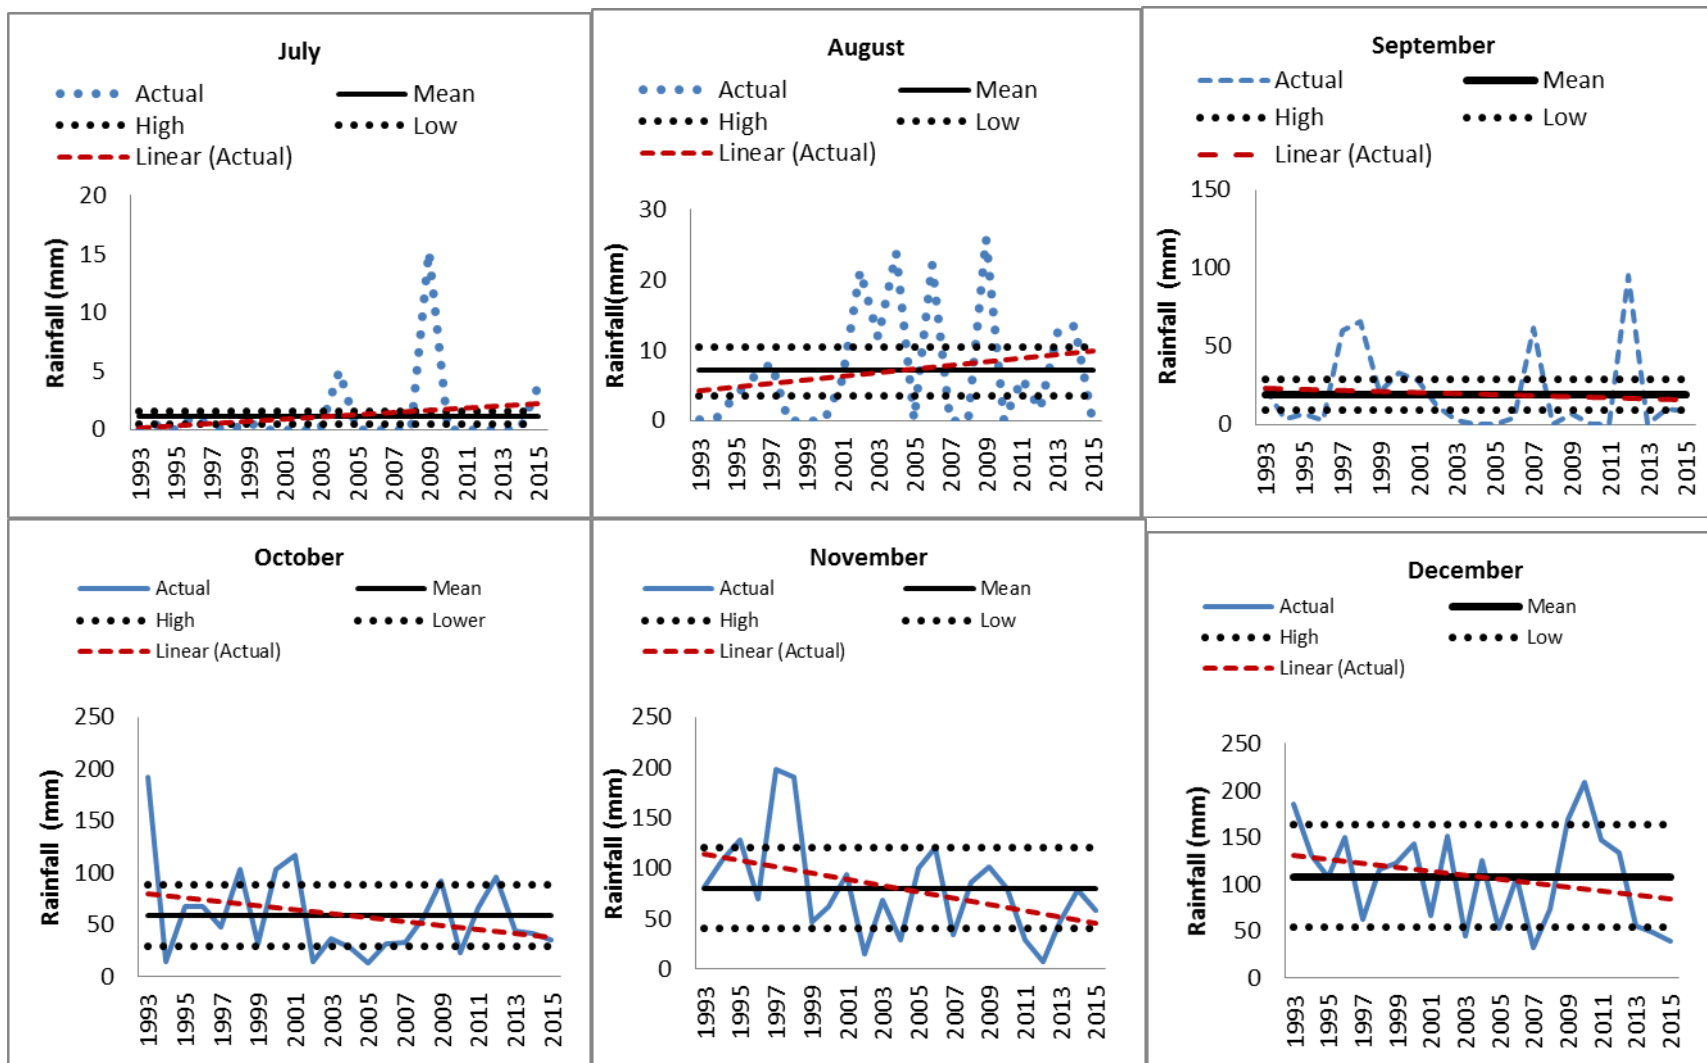 July
Actual Mean
High Low
Linear (Actual)
Rainfall (mm)
20
15
10
5
0
1993 1995 1997 1999 2001 2003 2005 2007 2009 2011 2013 2015
August
Actual Mean
High Low
Linear (Actual)
Rainfall(mm)
30
20
10
0
1993 1995 1997 1999 2001 2003 2005 2007 2009 2011 2013 2015
September
Actual Mean
High Low
Linear (Actual)
Rainfall (mm)
150
100
50
0
1993 1995 1997 1999 2001 2003 2005 2007 2009 2011 2013 2015
October
Actual Mean
High Lower
Linear (Actual)
Rainfall (mm)
250
200
150
100
50
0
1993 1995 1997 1999 2001 2003 2005 2007 2009 2011 2013 2015
November
Actual Mean
High Low
Linear (Actual)
Rainfall (mm)
250
200
150
100
50
0
1993 1995 1997 1999 2001 2003 2005 2007 2009 2011 2013 2015
December
Actual Mean
High Low
Linear (Actual)
Rainfall (mm)
250
200
150
100
50
0
1993 1995 1997 1999 2001 2003 2005 2007 2009 2011 2013 2015